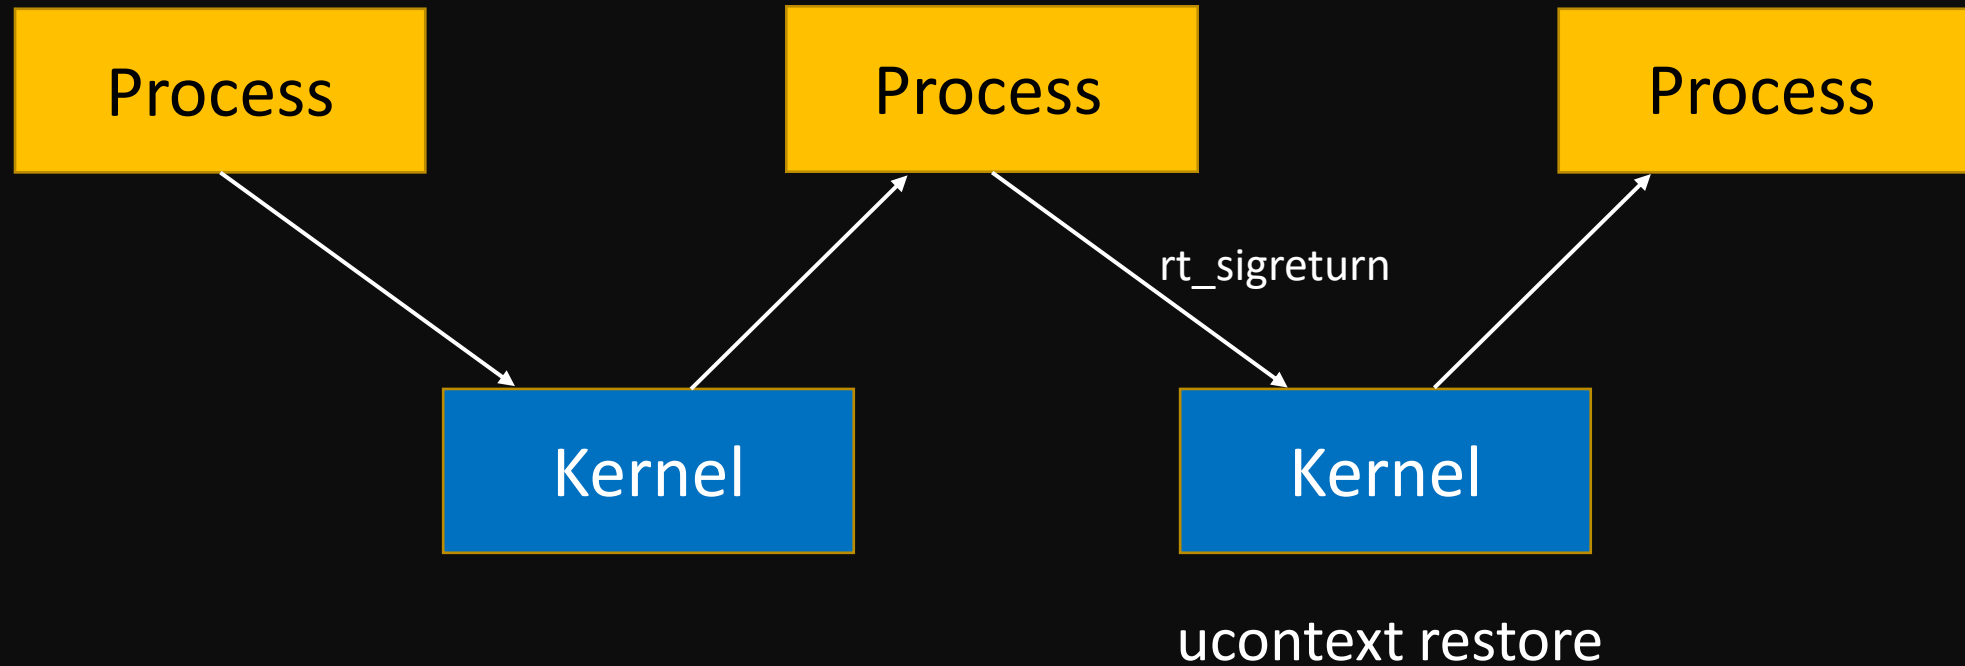 Process
Process
Process
rt_sigreturn
Kernel
Kernel
ucontext restore